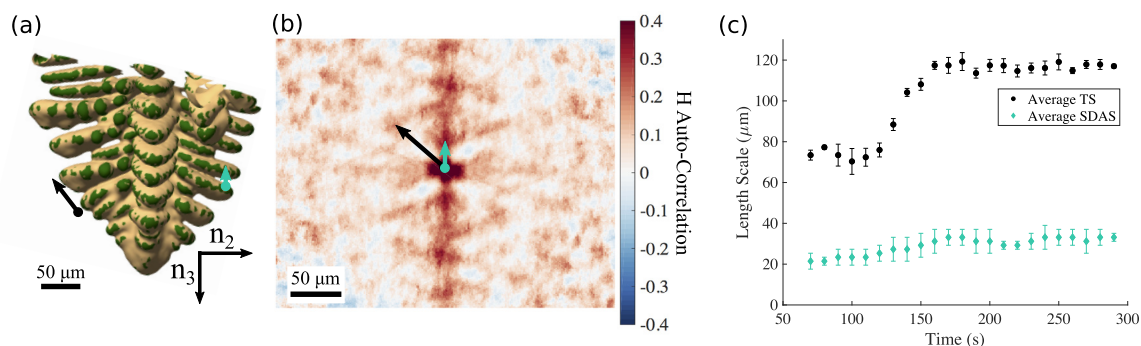 (a)
n₂
n₃
50 μm
(b)
50 μm
0.4
0.3
0.2
0.1
0
-0.1
-0.2
-0.3
-0.4
H Auto-Correlation
(c)
Length Scale (μm)
120
100
80
60
40
20
0
50
100
150
200
250
300
Time (s)
Average TS
Average SDAS